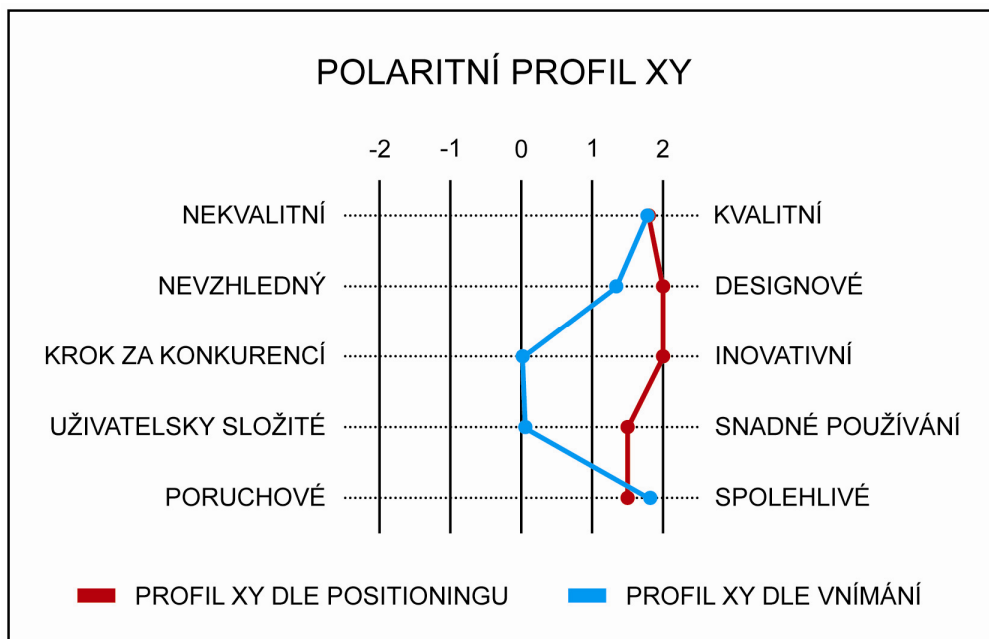 POLARITNÍ PROFIL XY
-2 -1 0 1 2
NEKVALITNÍ KVALITNÍ
NEVZHLEDNÝ DESIGNOVÉ
KROK ZA KONKURENCÍ INOVATIVNÍ
UŽIVATELSKY SLOŽITÉ SNADNÉ POUŽÍVÁNÍ
PORUCHOVÉ SPOLEHLIVÉ
PROFIL XY DLE POSITIONINGU PROFIL XY DLE VNÍMÁNÍ